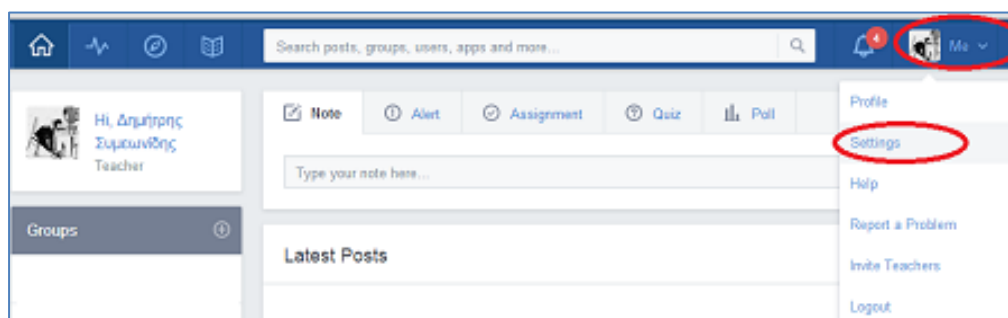 Search posts, groups, users, apps and more...
4
Me
Hi, Δημήτρης
Συμεωνίδης
Teacher
Note
Alert
Assignment
Quiz
Poll
Type your note here...
Groups
Latest Posts
Profile
Settings
Help
Report a Problem
Invite Teachers
Logout